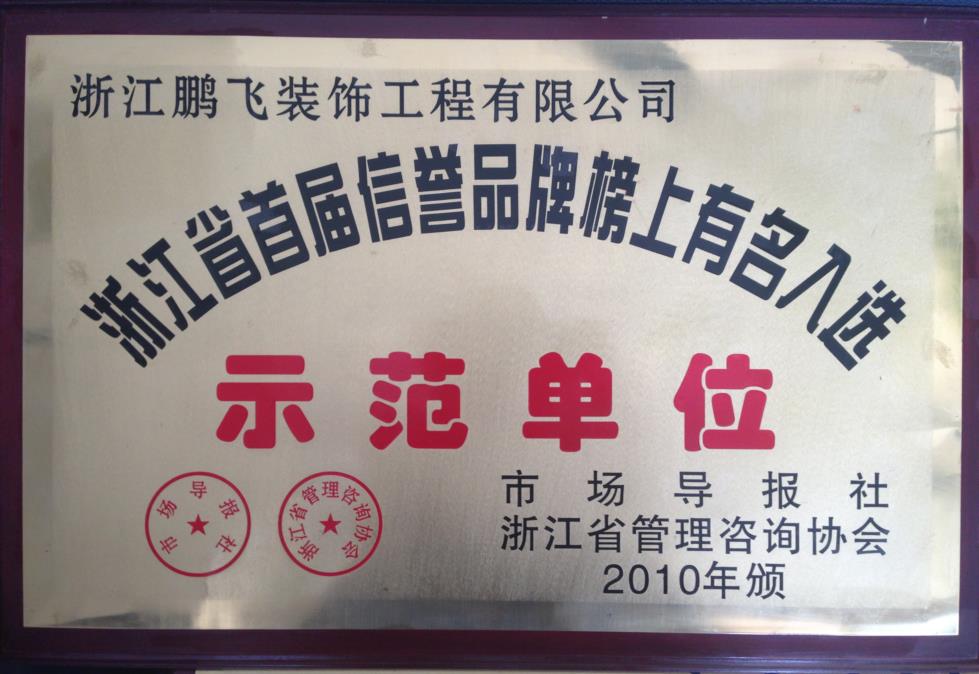 浙江鹏飞装饰工程有限公司
浙江省首届信誉品牌榜上有名入选
示范单位
市场导报社
浙江省管理咨询协会
市场导报社
浙江省管理咨询协会
2010年颁